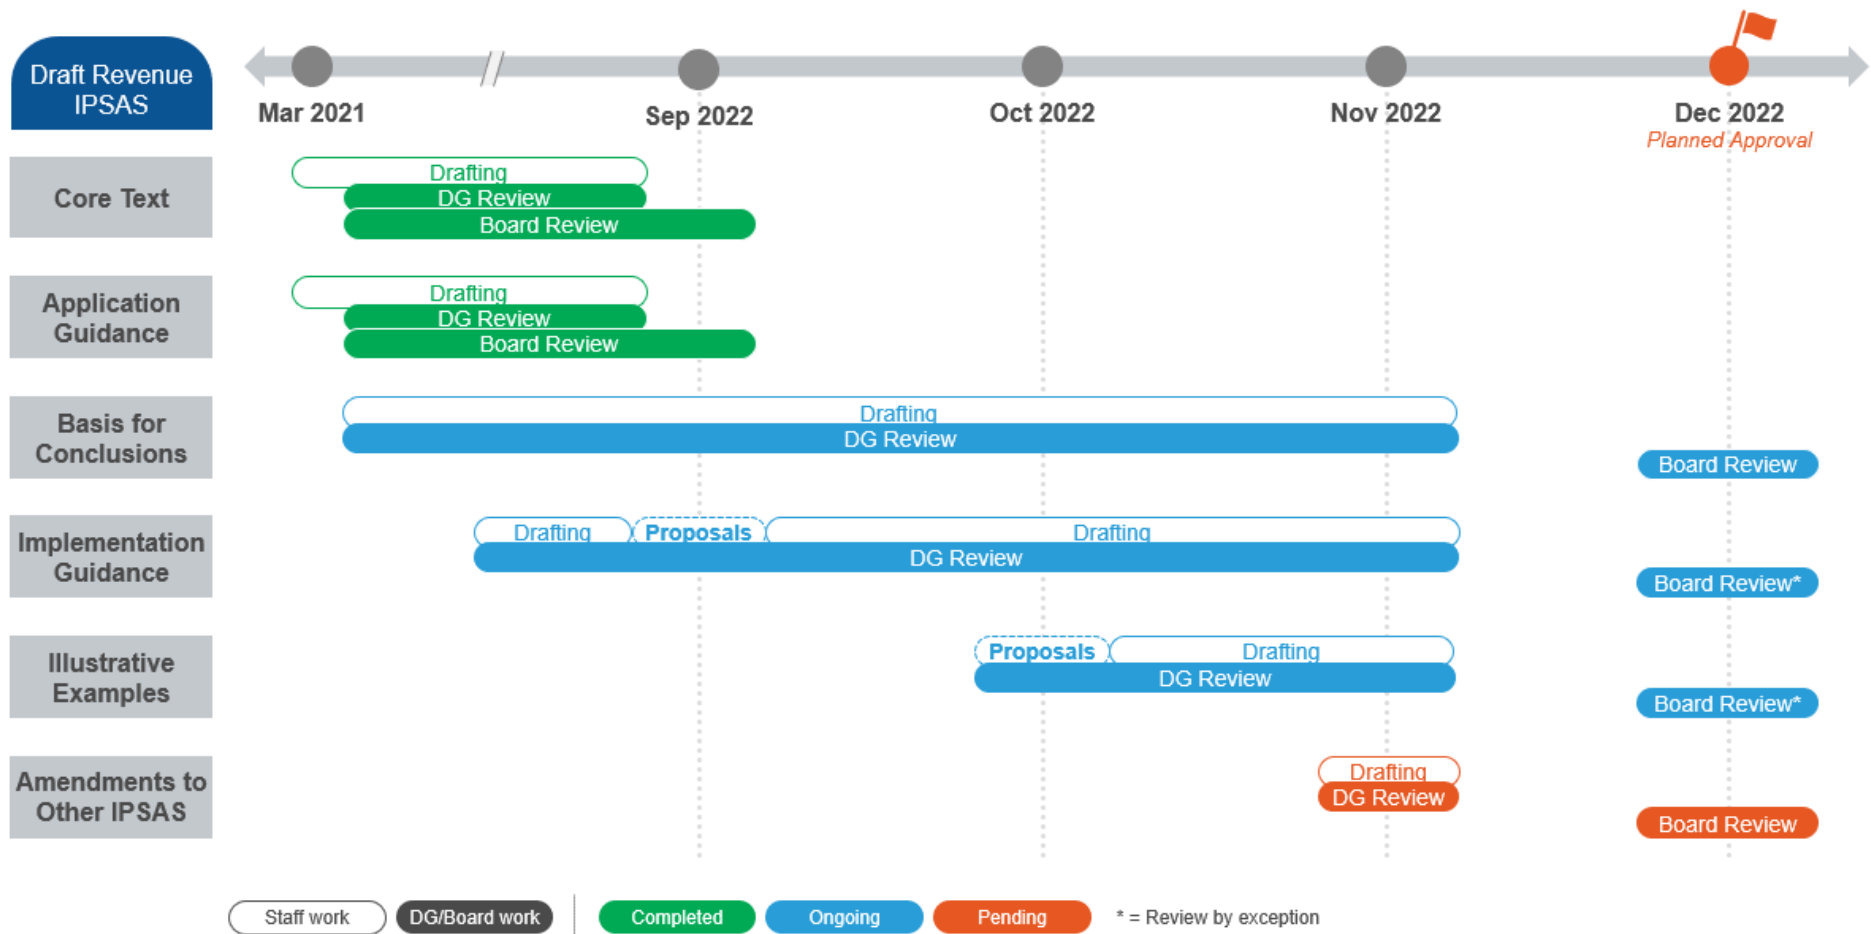 Draft Revenue
IPSAS
Mar 2021
Sep 2022
Oct 2022
Nov 2022
Dec 2022
Planned Approval
Core Text
Drafting
DG Review
Board Review
Application
Guidance
Drafting
DG Review
Board Review
Basis for
Conclusions
Drafting
DG Review
Board Review
Implementation
Guidance
Drafting
Proposals
Drafting
DG Review
Board Review*
Illustrative
Examples
Proposals
Drafting
DG Review
Board Review*
Amendments to
Other IPSAS
Drafting
DG Review
Board Review
Staff work
DG/Board work
Completed
Ongoing
Pending
* = Review by exception